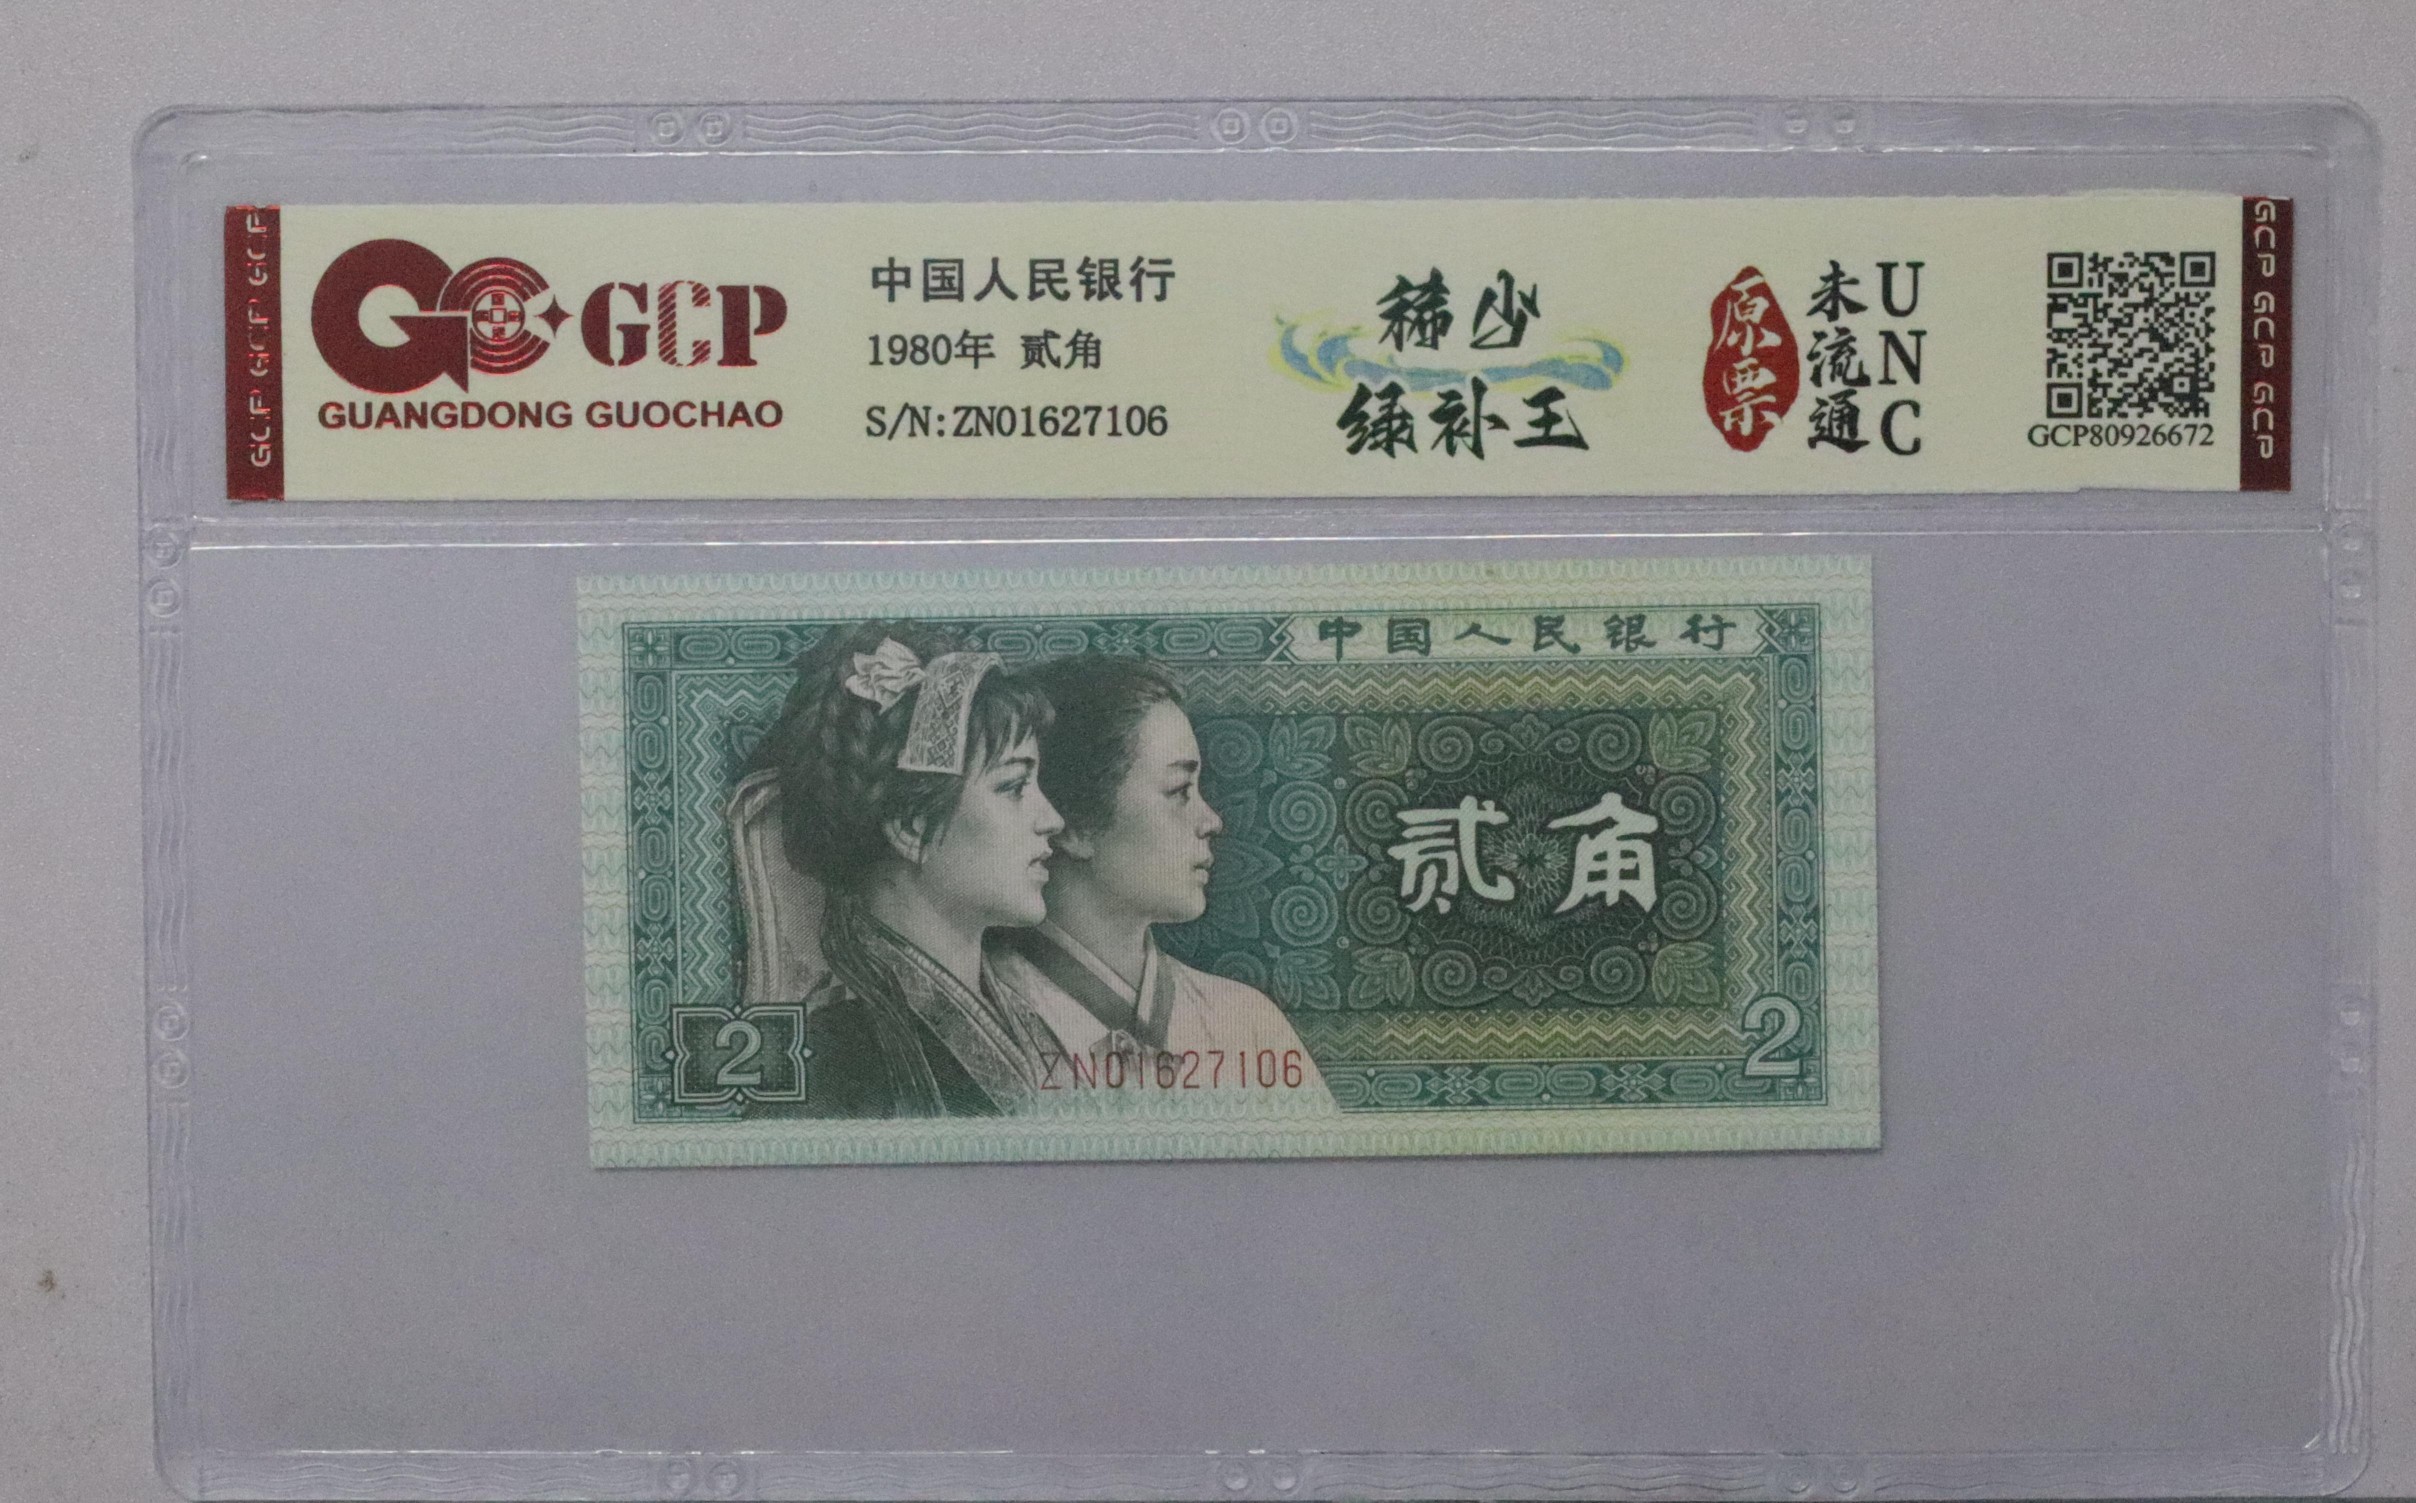 GCP GCP GCP GCP
GCP
GUANGDONG GUOCHAO
中国人民银行
1980年 贰角
S/N:ZN01627106
稀少
绿补王
原票
未流通
UNC
GCP80926672
GCP GCP GCP
中国人民银行
贰角
2
ZN01627106
2